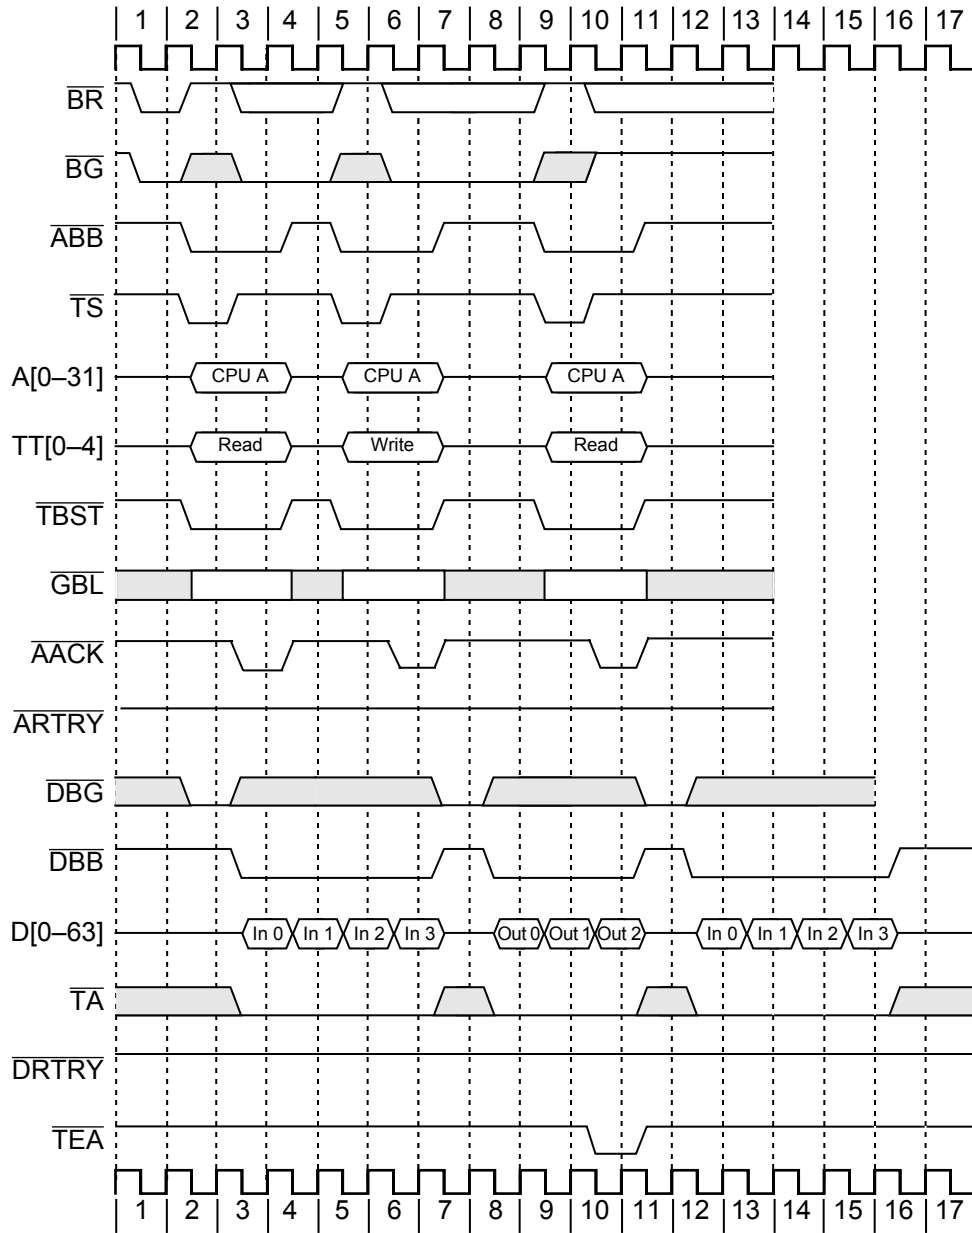 1 2 3 4 5 6 7 8 9 10 11 12 13 14 15 16 17
BR
BG
ABB
TS
A[0–31] CPU A CPU A CPU A
TT[0–4] Read Write Read
TBST
GBL
AACK
ARTRY
DBG
DBB
D[0–63] In 0 In 1 In 2 In 3 Out 0 Out 1 Out 2 In 0 In 1 In 2 In 3
TA
DRTRY
TEA
1 2 3 4 5 6 7 8 9 10 11 12 13 14 15 16 17